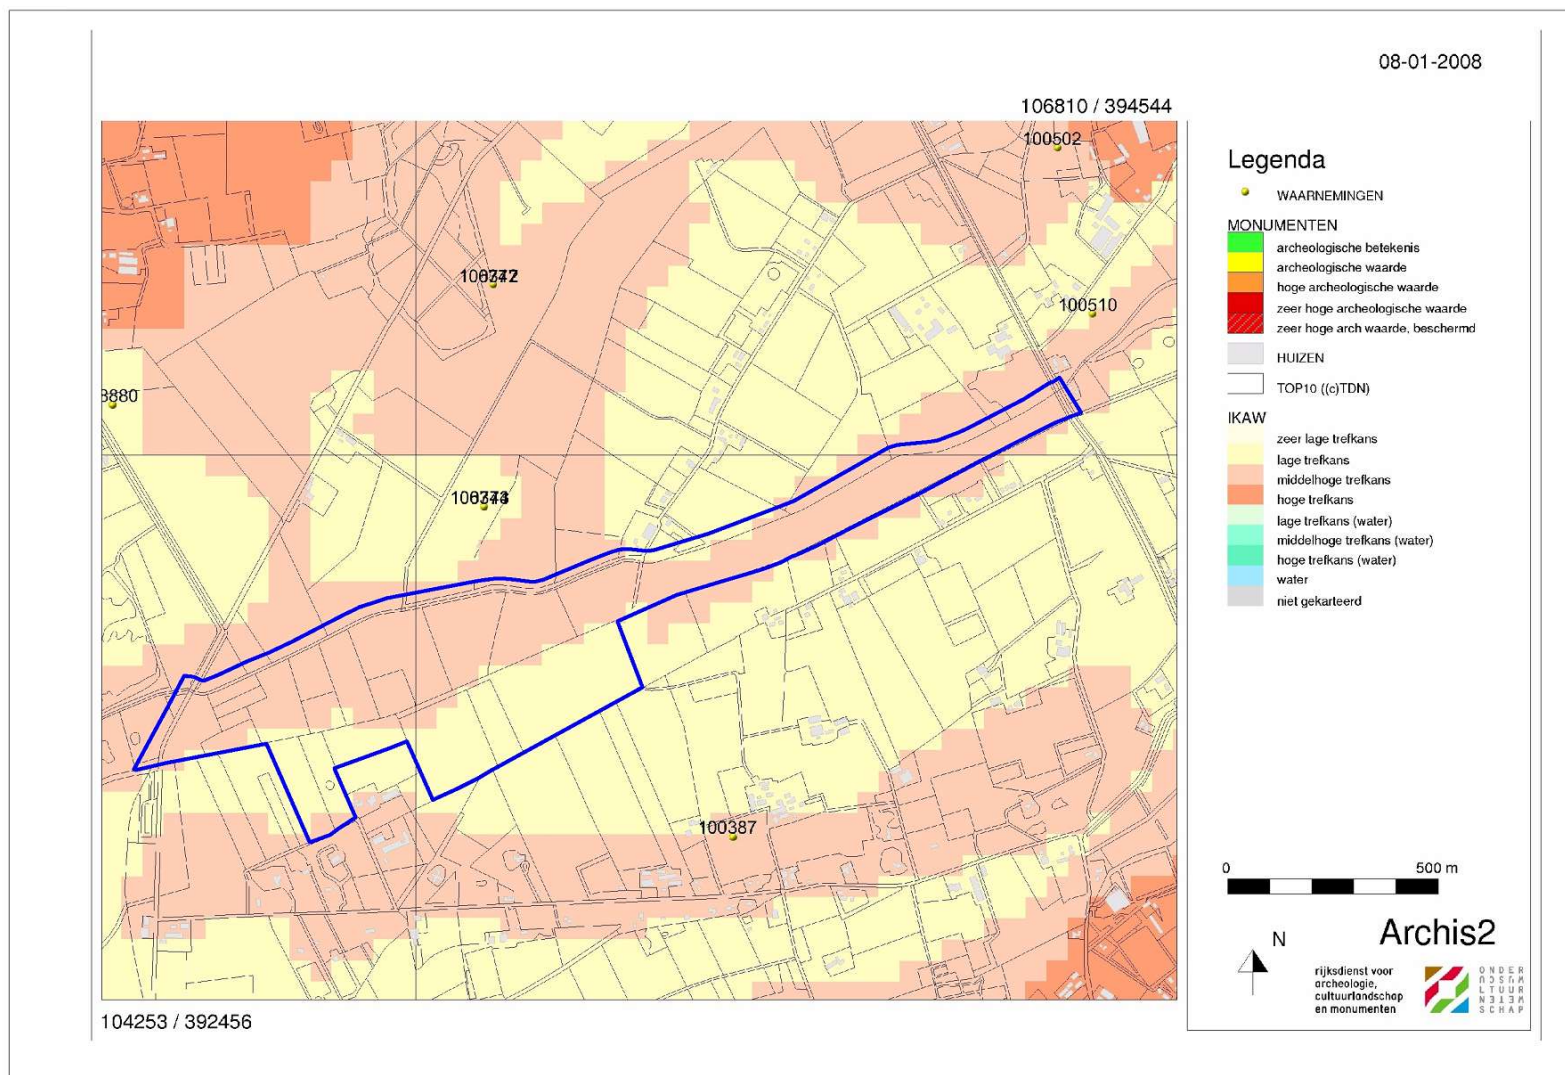 08-01-2008
106810 / 394544
100502
100510
3880
100387
104253 / 392456
Legenda
WAARNEMINGEN
MONUMENTEN
archeologische betekenis
archeologische waarde
hoge archeologische waarde
zeer hoge archeologische waarde
zeer hoge arch waarde, beschermd
HUIZEN
TOP10 ((c)TDN)
IKAW
zeer lage trefkans
lage trefkans
middelhoge trefkans
hoge trefkans
lage trefkans (water)
middelhoge trefkans (water)
hoge trefkans (water)
water
niet gekarteerd
0 500 m
Archis2
N
rijksdienst voor
archeologie,
cultuurlandschap
en monumenten
ONDER
LTUUR
SCHAP